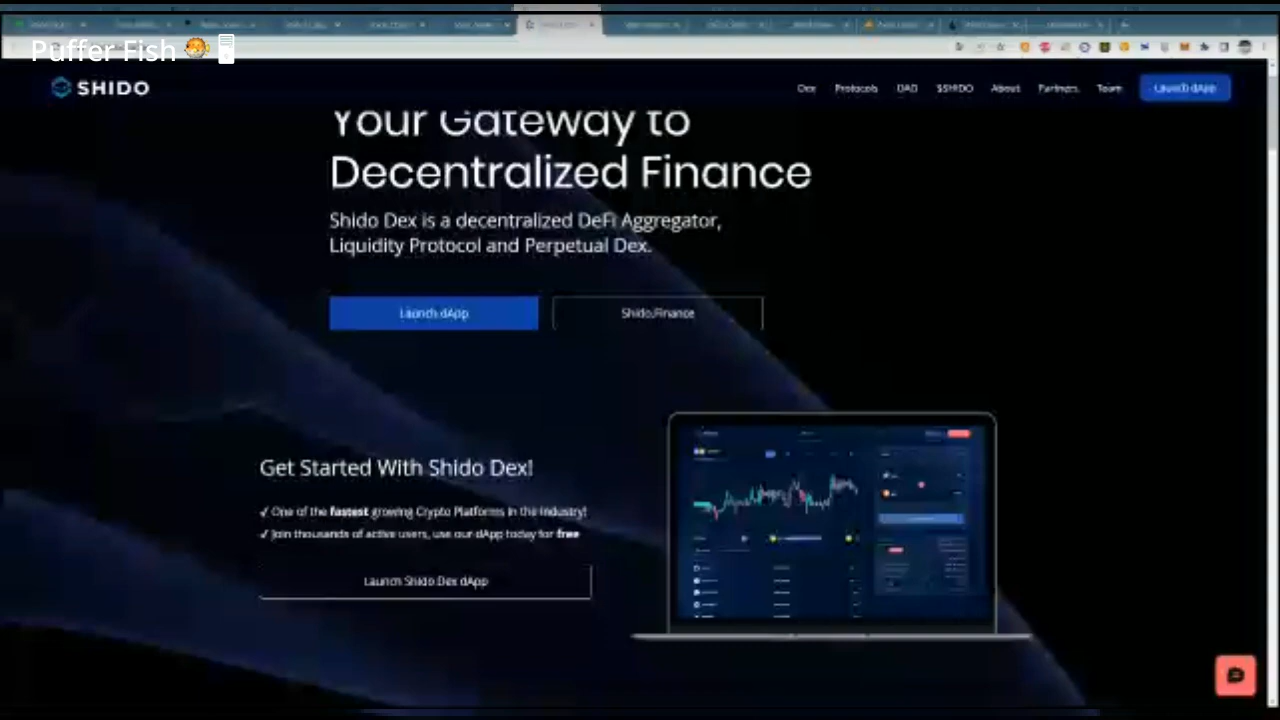 Puffer Fish 🐡🖥
SHIDO
Dex Protocols DAO $SHIDO About Partners Team Launch dApp
Your Gateway to
Decentralized Finance
Shido Dex is a decentralized DeFi Aggregator,
Liquidity Protocol and Perpetual Dex.
Launch dApp Shido.Finance
Get Started With Shido Dex!
✓ One of the fastest growing Crypto Platforms in the industry!
✓ Join thousands of active users, use our dApp today for free
Launch Shido Dex dApp